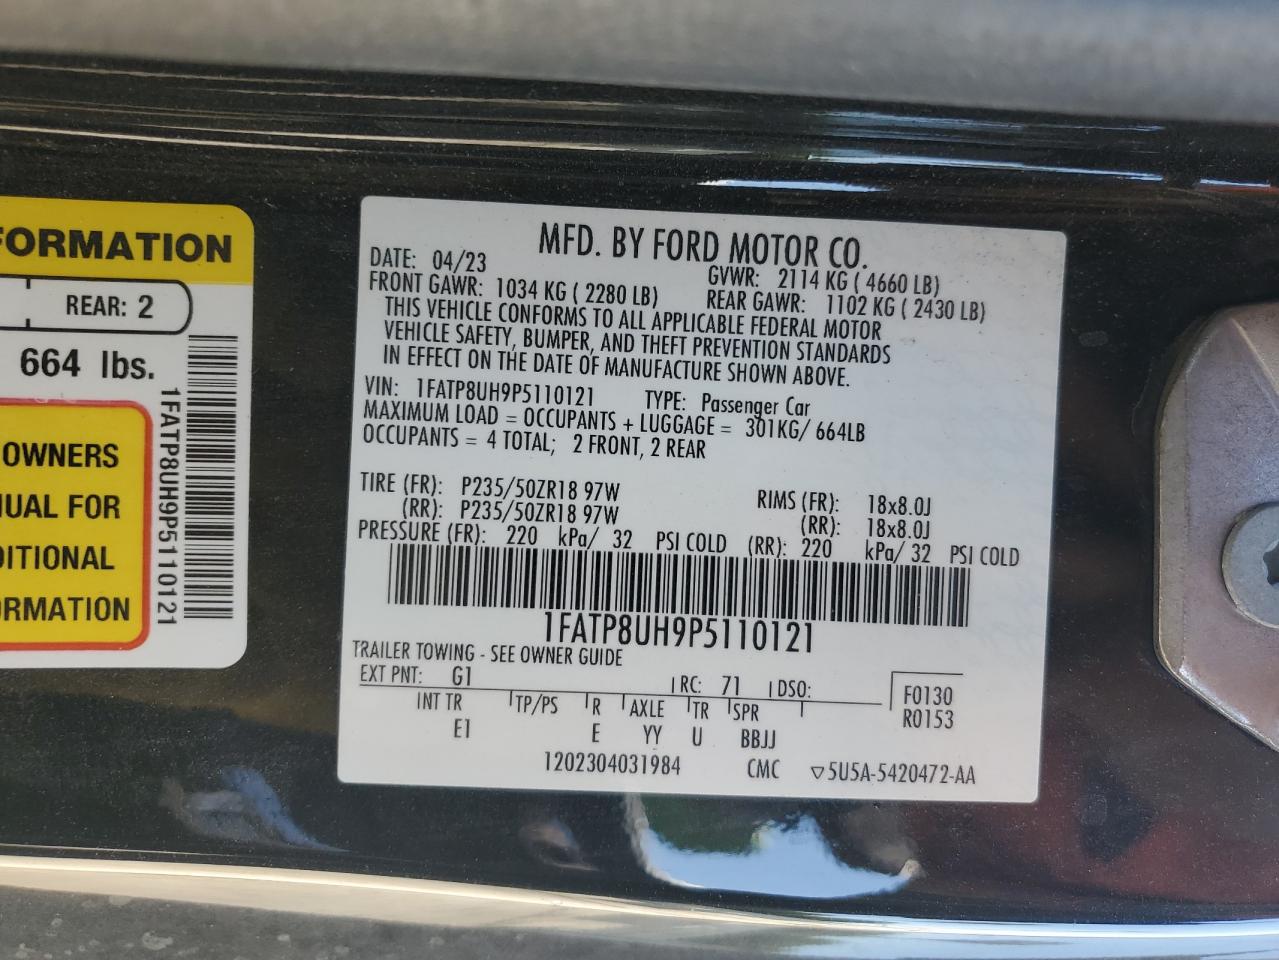 FORMATION
REAR: 2
664 lbs.
OWNERS
UAL FOR
DITIONAL
ORMATION
1FATP8UH9P5110121
MFD. BY FORD MOTOR CO.
DATE: 04/23 GVWR: 2114 KG ( 4660 LB)
FRONT GAWR: 1034 KG ( 2280 LB) REAR GAWR: 1102 KG ( 2430 LB)
THIS VEHICLE CONFORMS TO ALL APPLICABLE FEDERAL MOTOR
VEHICLE SAFETY, BUMPER, AND THEFT PREVENTION STANDARDS
IN EFFECT ON THE DATE OF MANUFACTURE SHOWN ABOVE.
VIN: 1FATP8UH9P5110121 TYPE: Passenger Car
MAXIMUM LOAD = OCCUPANTS + LUGGAGE = 301KG/ 664LB
OCCUPANTS = 4 TOTAL; 2 FRONT, 2 REAR
TIRE (FR): P235/50ZR18 97W RIMS (FR): 18x8.0J
(RR): P235/50ZR18 97W (RR): 18x8.0J
PRESSURE (FR): 220 kPa/ 32 PSI COLD (RR): 220 kPa/ 32 PSI COLD
1FATP8UH9P5110121
TRAILER TOWING - SEE OWNER GUIDE
EXT PNT: G1 RC: 71 DSO: F0130
INT TR TP/PS R AXLE TR SPR R0153
E1 E YY U BBJJ
1202304031984 CMC ▽5U5A-5420472-AA